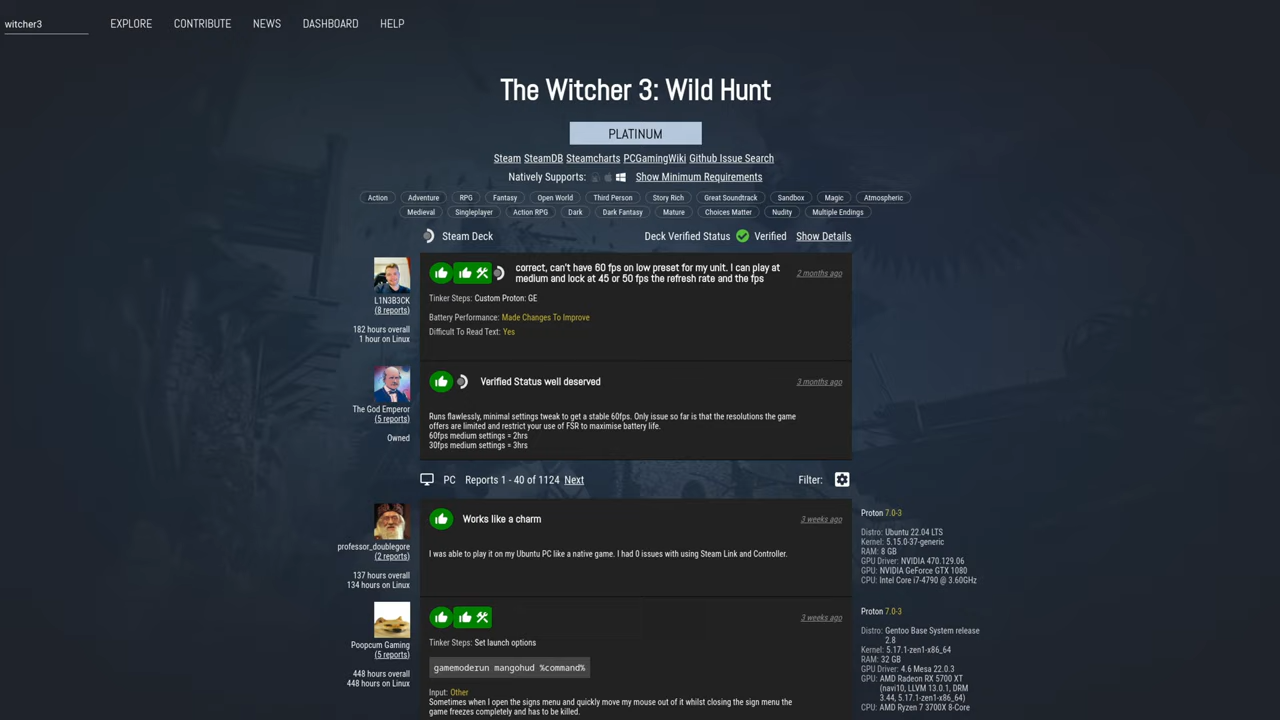 witcher3
EXPLORE
CONTRIBUTE
NEWS
DASHBOARD
HELP
The Witcher 3: Wild Hunt
PLATINUM
Steam SteamDB Steamcharts PCGamingWiki Github Issue Search
Natively Supports: Show Minimum Requirements
Action Adventure RPG Fantasy Open World Third Person Story Rich Great Soundtrack Sandbox Magic Atmospheric
Medieval Singleplayer Action RPG Dark Dark Fantasy Mature Choices Matter Nudity Multiple Endings
Steam Deck
Deck Verified Status Verified Show Details
L1N3B3CK
(8 reports)
182 hours overall
1 hour on Linux
correct, can't have 60 fps on low preset for my unit. I can play at
medium and lock at 45 or 50 fps the refresh rate and the fps
2 months ago
Tinker Steps: Custom Proton: GE
Battery Performance: Made Changes To Improve
Difficult To Read Text: Yes
The God Emperor
(5 reports)
Owned
Verified Status well deserved
3 months ago
Runs flawlessly, minimal settings tweak to get a stable 60fps. Only issue so far is that the resolutions the game
offers are limited and restrict your use of FSR to maximise battery life.
60fps medium settings = 2hrs
30fps medium settings = 3hrs
PC Reports 1 - 40 of 1124 Next
Filter:
professor_doublegore
(2 reports)
137 hours overall
134 hours on Linux
Works like a charm
3 weeks ago
I was able to play it on my Ubuntu PC like a native game. I had 0 issues with using Steam Link and Controller.
Proton 7.0-3
Distro: Ubuntu 22.04 LTS
Kernel: 5.15.0-37-generic
RAM: 8 GB
GPU Driver: NVIDIA 470.129.06
GPU: NVIDIA GeForce GTX 1080
CPU: Intel Core i7-4790 @ 3.60GHz
Poopcum Gaming
(5 reports)
448 hours overall
448 hours on Linux
3 weeks ago
Tinker Steps: Set launch options
gamemoderun mangohud %command%
Input: Other
Sometimes when I open the signs menu and quickly move my mouse out of it whilst closing the sign menu the
game freezes completely and has to be killed.
Proton 7.0-3
Distro: Gentoo Base System release
2.8
Kernel: 5.17.1-zen1-x86_64
RAM: 32 GB
GPU Driver: 4.6 Mesa 22.0.3
GPU: AMD Radeon RX 5700 XT
(navi10, LLVM 13.0.1, DRM
3.44, 5.17.1-zen1-x86_64)
CPU: AMD Ryzen 7 3700X 8-Core